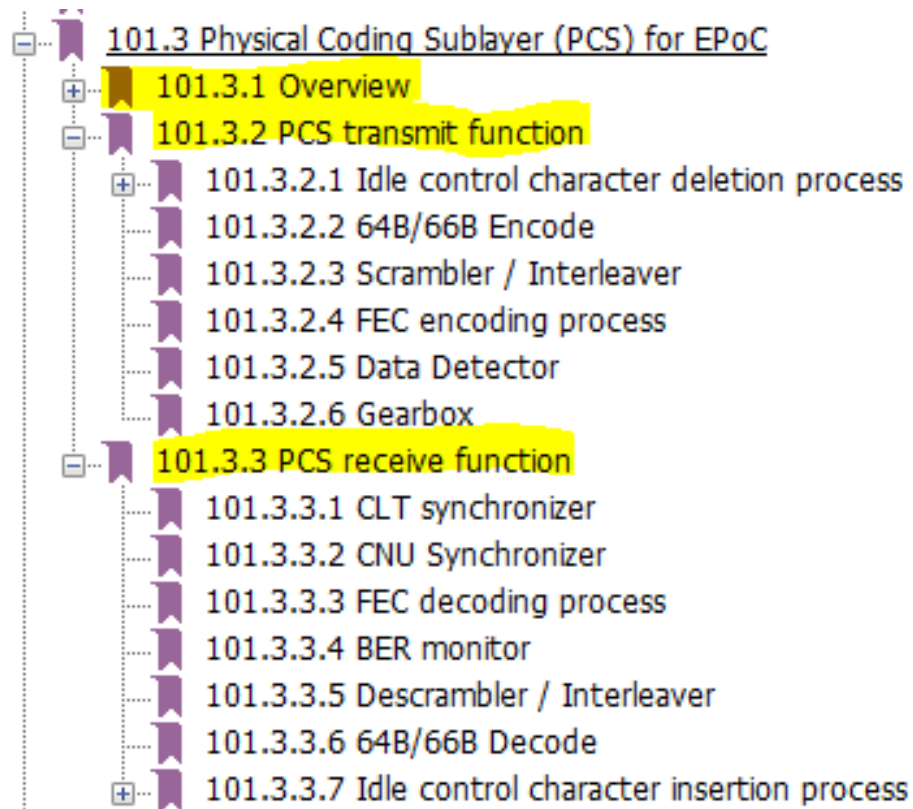 101.3 Physical Coding Sublayer (PCS) for EPoC
101.3.1 Overview
101.3.2 PCS transmit function
101.3.2.1 Idle control character deletion process
101.3.2.2 64B/66B Encode
101.3.2.3 Scrambler / Interleaver
101.3.2.4 FEC encoding process
101.3.2.5 Data Detector
101.3.2.6 Gearbox
101.3.3 PCS receive function
101.3.3.1 CLT synchronizer
101.3.3.2 CNU Synchronizer
101.3.3.3 FEC decoding process
101.3.3.4 BER monitor
101.3.3.5 Descrambler / Interleaver
101.3.3.6 64B/66B Decode
101.3.3.7 Idle control character insertion process